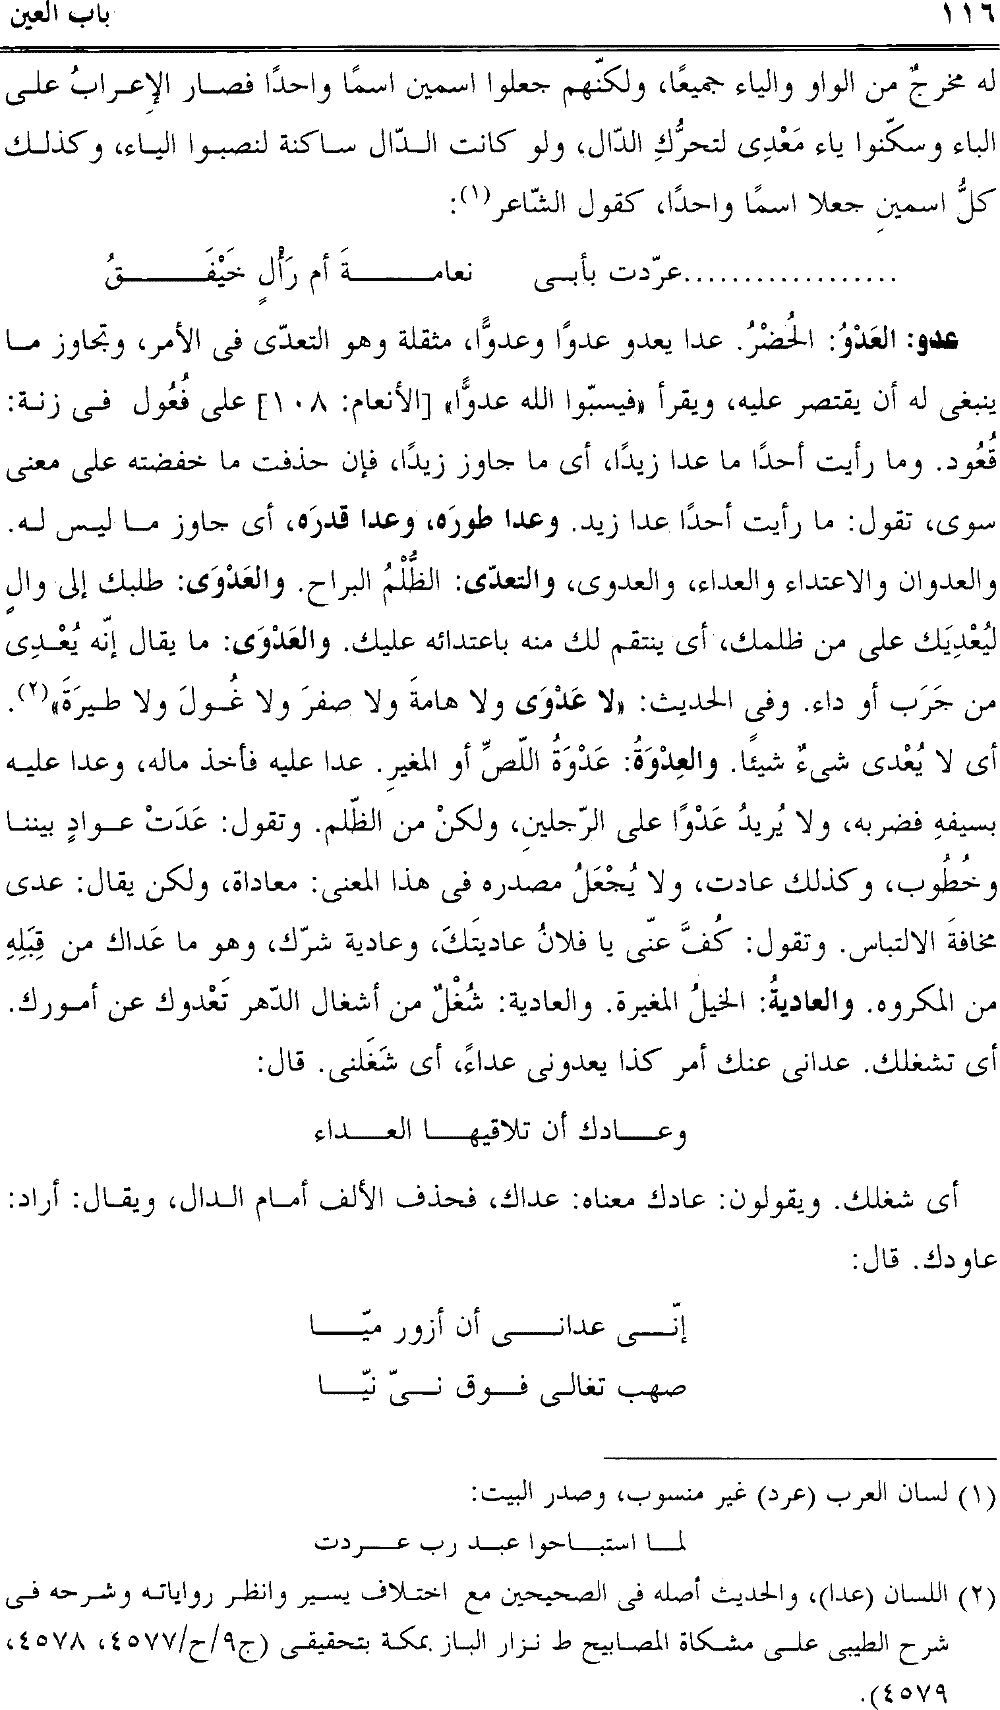 ١١٦ باب العين
له مخرجٌ من الواو والياء جميعًا، ولكنّهم جعلوا اسمين اسمًا واحدًا فصار الإعرابُ على
الباء وسكّنوا ياء مَعْدِى لتحرُّكِ الدّال، ولو كانت الدّال ساكنة لنصبوا الياء، وكذلك
كلُّ اسمينِ جعلا اسمًا واحدًا، كقول الشّاعر(١):
..................عرّدت بأبى نعامةَ أم رَأْلٍ خَيْفَقُ
عدو: العَدْوُ: الحُضْرُ. عدا يعدو عدوًا وعدوًّا، مثقلة وهو التعدّى فى الأمر، وتجاوز ما
ينبغى له أن يقتصر عليه، ويقرأ «فيسبّوا الله عدوًّا» [الأنعام: ١٠٨] على فُعُول فى زنة:
قُعُود. وما رأيت أحدًا ما عدا زيدًا، أى ما جاوز زيدًا، فإن حذفت ما خفضته على معنى
سوى، تقول: ما رأيت أحدًا عدا زيد. وعدا طورَه، وعدا قدرَه، أى جاوز ما ليس له.
والعدوان والاعتداء والعداء، والعدوى، والتعدّى: الظُّلْمُ البراح. والعَدْوَى: طلبك إلى والٍ
ليُعْدِيَك على من ظلمك، أى ينتقم لك منه باعتدائه عليك. والعَدْوَى: ما يقال إنّه يُعْدِى
من جَرَب أو داء. وفى الحديث: «لا عَدْوَى ولا هامةَ ولا صفرَ ولا غُولَ ولا طيرَةَ»(٢).
أى لا يُعْدى شىءٌ شيئًا. والعِدْوَةُ: عَدْوَةُ اللّصِّ أو المغيرِ. عدا عليه فأخذ ماله، وعدا عليه
بسيفهِ فضربه، ولا يُريدُ عَدْوًا على الرّجلينِ، ولكنْ من الظّلم. وتقول: عَدَتْ عوادٍ بيننا
وخُطُوب، وكذلك عادت، ولا يُجْعَلُ مصدره فى هذا المعنى: معاداة، ولكن يقال: عدى
مخافةَ الالتباس. وتقول: كُفَّ عنّى يا فلانُ عاديتَكَ، وعادية شرّك، وهو ما عَداك من قِبَلِهِ
من المكروه. والعاديةُ: الخيلُ المغيرة. والعادية: شُغْلٌ من أشغال الدّهر تَعْدوك عن أمورك.
أى تشغلك. عدانى عنك أمر كذا يعدونى عداءً، أى شَغَلنى. قال:
وعادك أن تلاقيها العداء
أى شغلك. ويقولون: عادك معناه: عداك، فحذف الألف أمام الدال، ويقال: أراد:
عاودك. قال:
إنّى عدانى أن أزور ميّا
صهب تغالى فوق نىّ نيّا
(١) لسان العرب (عرد) غير منسوب، وصدر البيت:
لما استباحوا عبد رب عردت
(٢) اللسان (عدا)، والحديث أصله فى الصحيحين مع اختلاف يسير وانظر رواياته وشرحه فى
شرح الطيبى على مشكاة المصابيح ط نزار الباز بمكة بتحقيقى (ج٩/ح/٤٥٧٧، ٤٥٧٨،
٤٥٧٩).